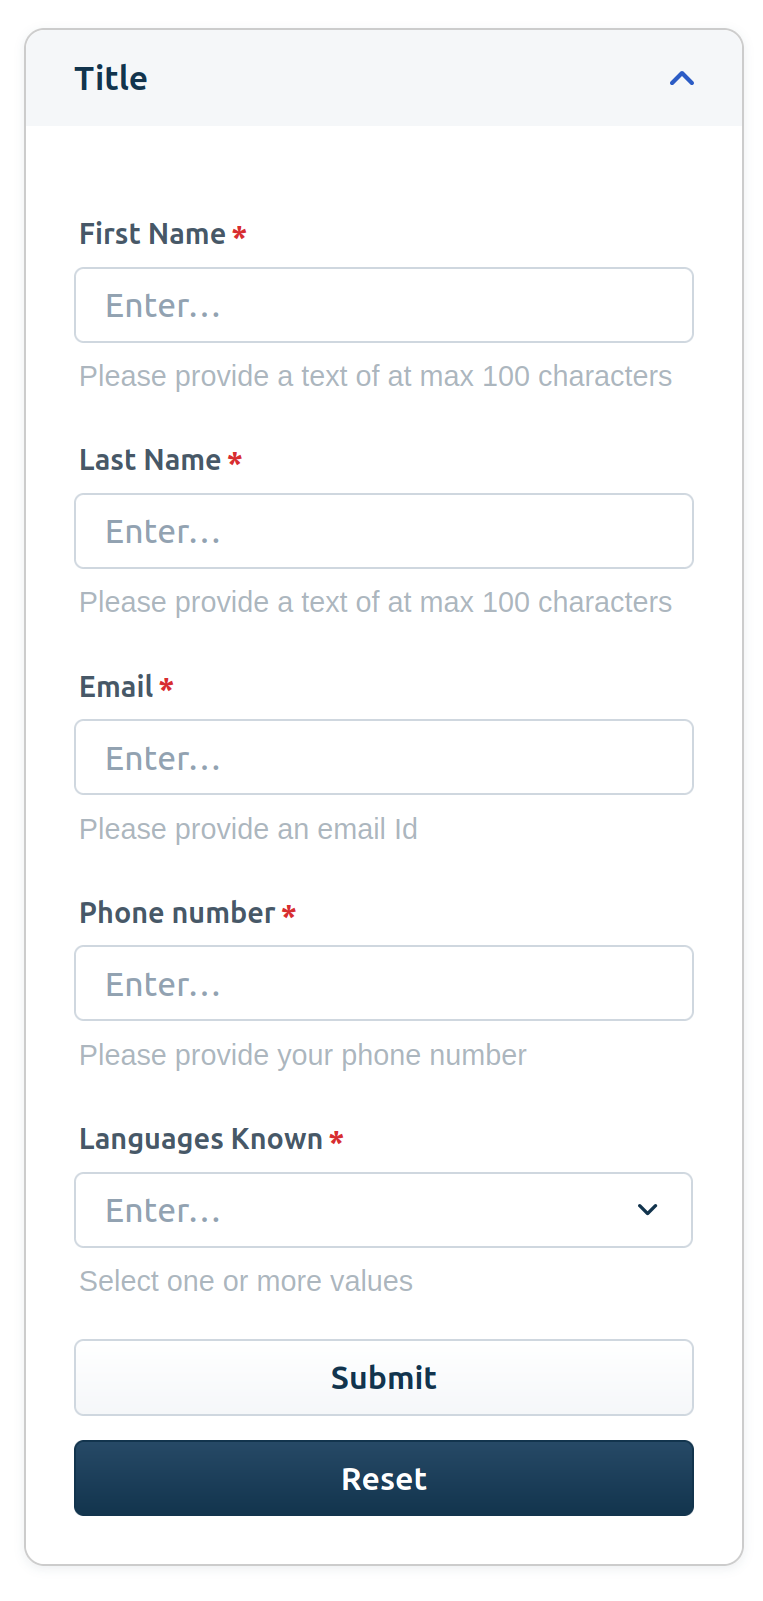 Title
First Name *
Enter...
Please provide a text of at max 100 characters
Last Name *
Enter...
Please provide a text of at max 100 characters
Email *
Enter...
Please provide an email Id
Phone number *
Enter...
Please provide your phone number
Languages Known *
Enter...
Select one or more values
Submit
Reset